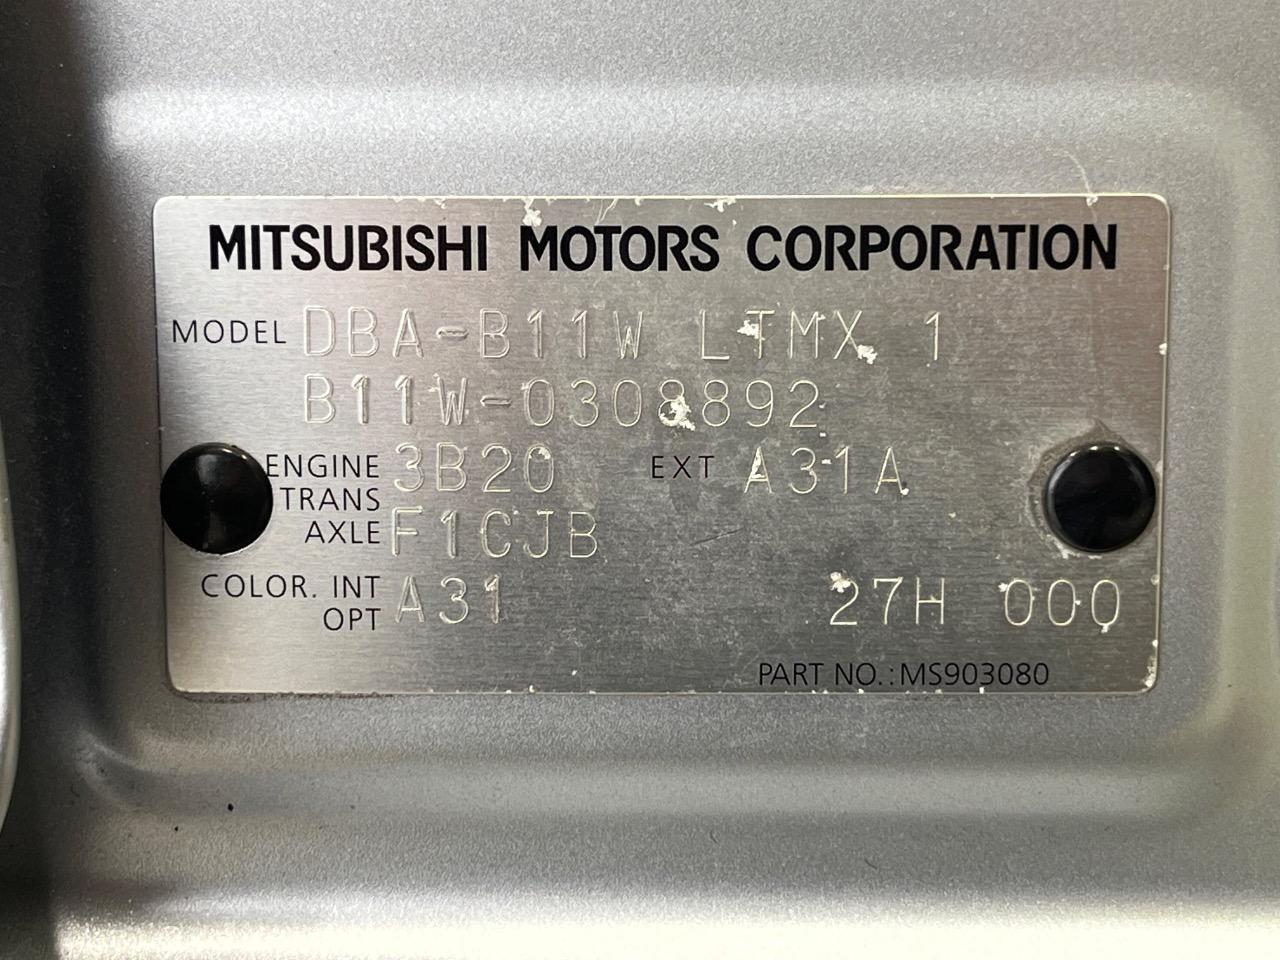 MITSUBISHI MOTORS CORPORATION
MODEL DBA-B11W LTMX 1
B11W-0308892
ENGINE 3B20 EXT A31A
TRANS
AXLE F1CJB
COLOR. INT A31 27H 000
OPT
PART NO.: MS903080